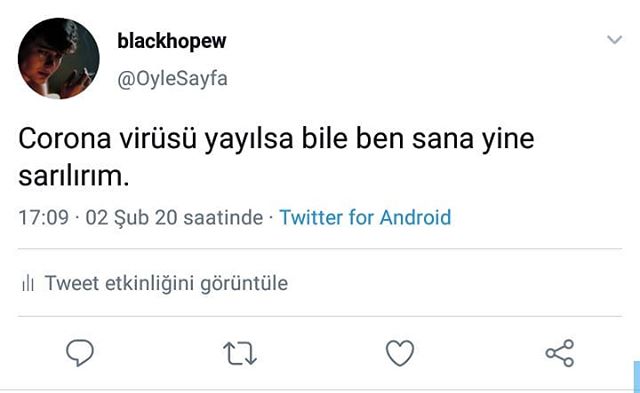 blackhopew
@OyleSayfa
Corona virüsü yayılsa bile ben sana yine
sarılırım.
17:09 · 02 Şub 20 saatinde · Twitter for Android
Tweet etkinliğini görüntüle